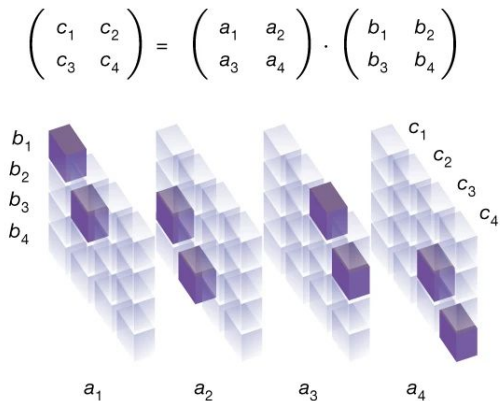 ( c₁ c₂ ) = ( a₁ a₂ ) · ( b₁ b₂ )
( c₃ c₄ ) ( a₃ a₄ ) ( b₃ b₄ )
b₁
b₂
b₃
b₄
c₁
c₂
c₃
c₄
a₁ a₂ a₃ a₄